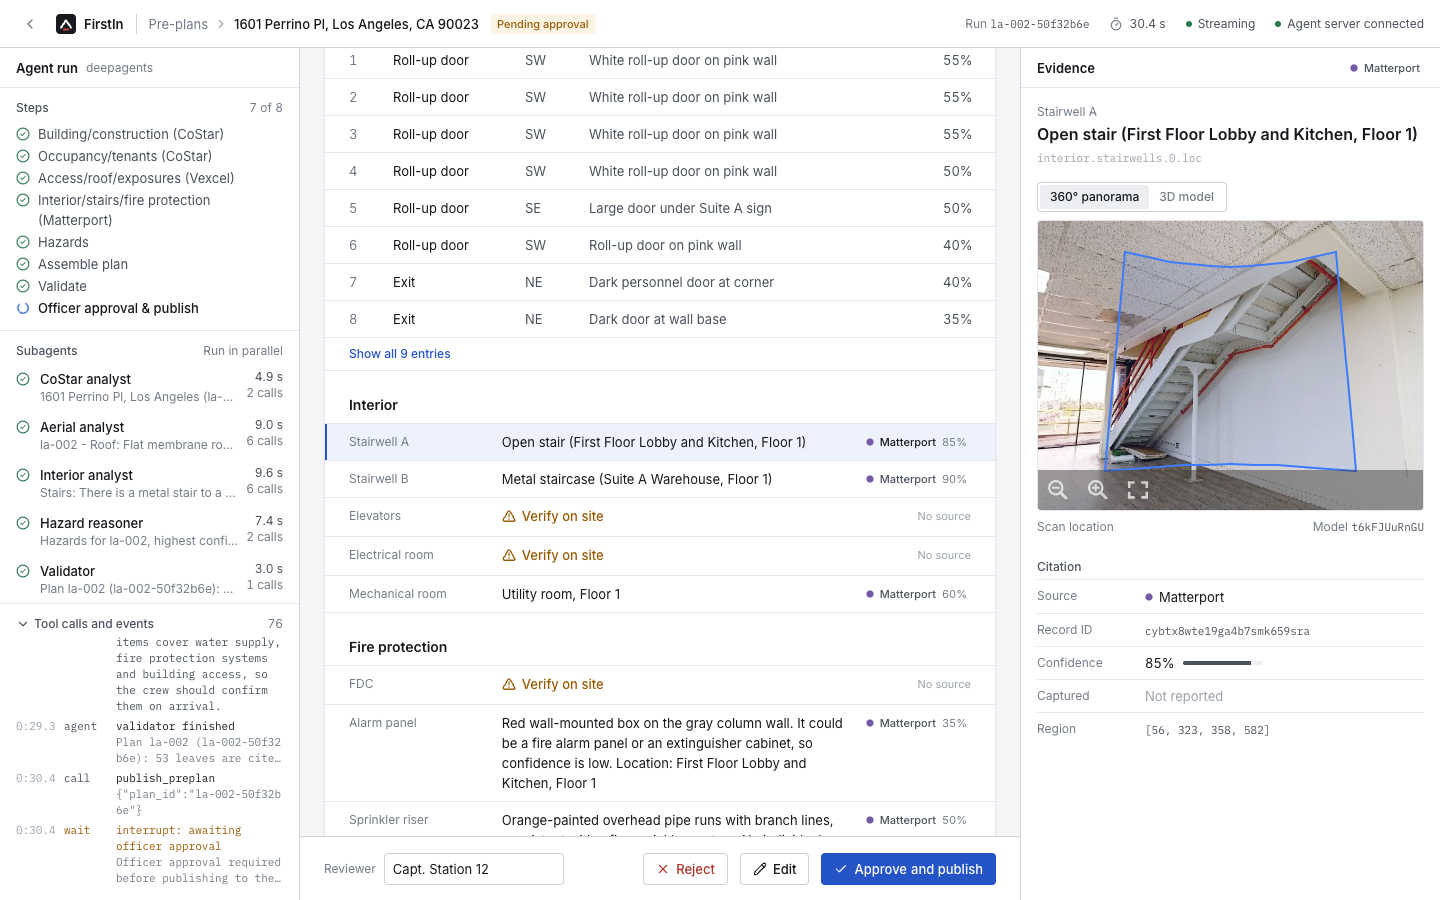 FirstIn
Pre-plans
1601 Perrino Pl, Los Angeles, CA 90023
Pending approval
Run la-002-50f32b6e
30.4 s
Streaming
Agent server connected
Agent run deepagents
Steps 7 of 8
Building/construction (CoStar)
Occupancy/tenants (CoStar)
Access/roof/exposures (Vexcel)
Interior/stairs/fire protection
(Matterport)
Hazards
Assemble plan
Validate
Officer approval & publish
Subagents Run in parallel
CoStar analyst 4.9 s
1601 Perrino Pl, Los Angeles (la-... 2 calls
Aerial analyst 9.0 s
la-002 - Roof: Flat membrane ro... 6 calls
Interior analyst 9.6 s
Stairs: There is a metal stair to a ... 6 calls
Hazard reasoner 7.4 s
Hazards for la-002, highest confi... 2 calls
Validator 3.0 s
Plan la-002 (la-002-50f32b6e): ... 1 calls
Tool calls and events 76
items cover water supply,
fire protection systems
and building access, so
the crew should confirm
them on arrival.
0:29.3 agent validator finished
Plan la-002 (la-002-50f32
b6e): 53 leaves are cite…
0:30.4 call publish_preplan
{"plan_id":"la-002-50f32b
6e"}
0:30.4 wait interrupt: awaiting
officer approval
Officer approval required
before publishing to the…
1 Roll-up door SW White roll-up door on pink wall 55%
2 Roll-up door SW White roll-up door on pink wall 55%
3 Roll-up door SW White roll-up door on pink wall 55%
4 Roll-up door SW White roll-up door on pink wall 50%
5 Roll-up door SE Large door under Suite A sign 50%
6 Roll-up door SW Roll-up door on pink wall 40%
7 Exit NE Dark personnel door at corner 40%
8 Exit NE Dark door at wall base 35%
Show all 9 entries
Interior
Stairwell A Open stair (First Floor Lobby and Kitchen, Floor 1) Matterport 85%
Stairwell B Metal staircase (Suite A Warehouse, Floor 1) Matterport 90%
Elevators Verify on site No source
Electrical room Verify on site No source
Mechanical room Utility room, Floor 1 Matterport 60%
Fire protection
FDC Verify on site No source
Alarm panel Red wall-mounted box on the gray column wall. It could Matterport 35%
be a fire alarm panel or an extinguisher cabinet, so
confidence is low. Location: First Floor Lobby and
Kitchen, Floor 1
Sprinkler riser Orange-painted overhead pipe runs with branch lines, Matterport 50%
Reviewer Capt. Station 12
Reject
Edit
Approve and publish
Evidence Matterport
Stairwell A
Open stair (First Floor Lobby and Kitchen, Floor 1)
interior.stairwells.0.loc
360° panorama 3D model
Scan location Model t6kFJUuRnGU
Citation
Source Matterport
Record ID cybtx8wte19ga4b7smk659sra
Confidence 85%
Captured Not reported
Region [56, 323, 358, 582]